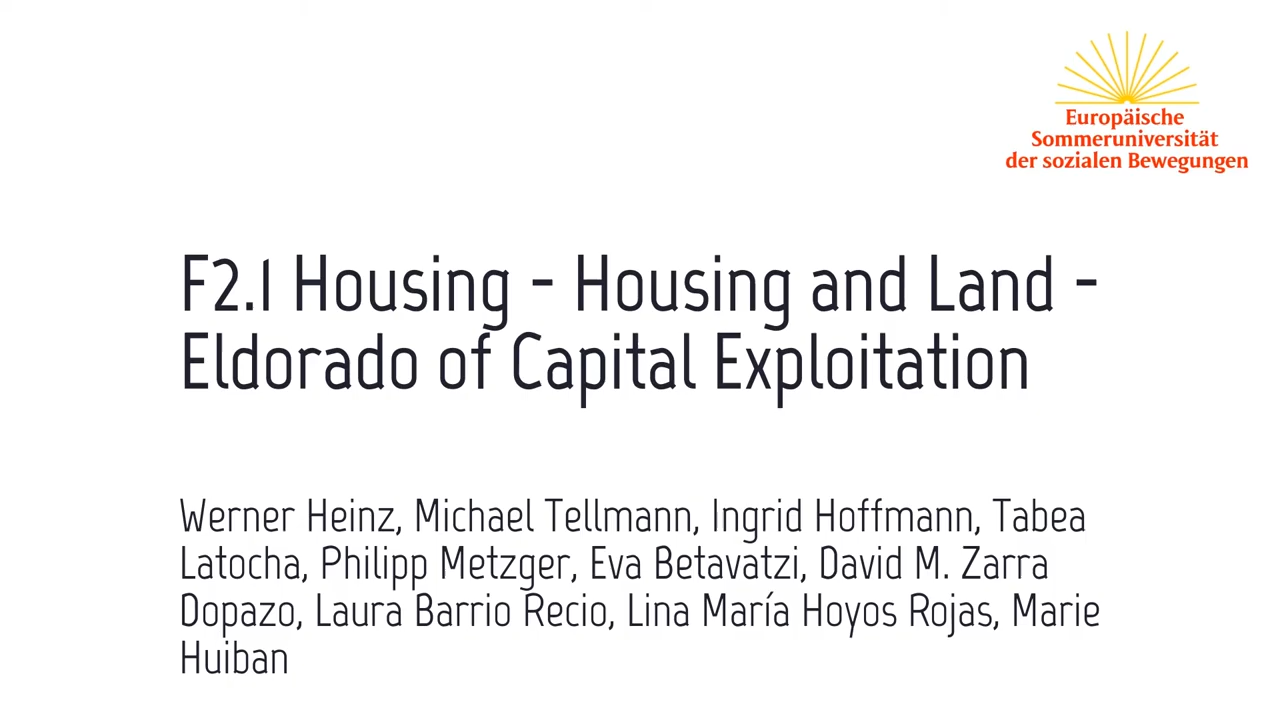 Europäische
Sommeruniversität
der sozialen Bewegungen
F2.1 Housing - Housing and Land -
Eldorado of Capital Exploitation
Werner Heinz, Michael Tellmann, Ingrid Hoffmann, Tabea
Latocha, Philipp Metzger, Eva Betavatzi, David M. Zarra
Dopazo, Laura Barrio Recio, Lina María Hoyos Rojas, Marie
Huiban